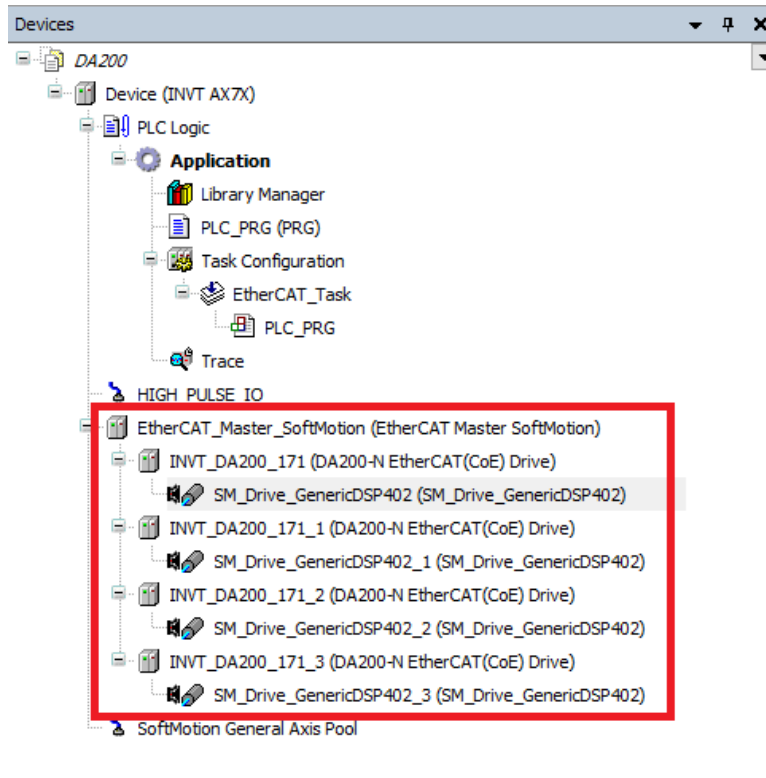 Devices
DA200
Device (INVT AX7X)
PLC Logic
Application
Library Manager
PLC_PRG (PRG)
Task Configuration
EtherCAT_Task
PLC_PRG
Trace
HIGH_PULSE_IO
EtherCAT_Master_SoftMotion (EtherCAT Master SoftMotion)
INVT_DA200_171 (DA200-N EtherCAT(CoE) Drive)
SM_Drive_GenericDSP402 (SM_Drive_GenericDSP402)
INVT_DA200_171_1 (DA200-N EtherCAT(CoE) Drive)
SM_Drive_GenericDSP402_1 (SM_Drive_GenericDSP402)
INVT_DA200_171_2 (DA200-N EtherCAT(CoE) Drive)
SM_Drive_GenericDSP402_2 (SM_Drive_GenericDSP402)
INVT_DA200_171_3 (DA200-N EtherCAT(CoE) Drive)
SM_Drive_GenericDSP402_3 (SM_Drive_GenericDSP402)
SoftMotion General Axis Pool